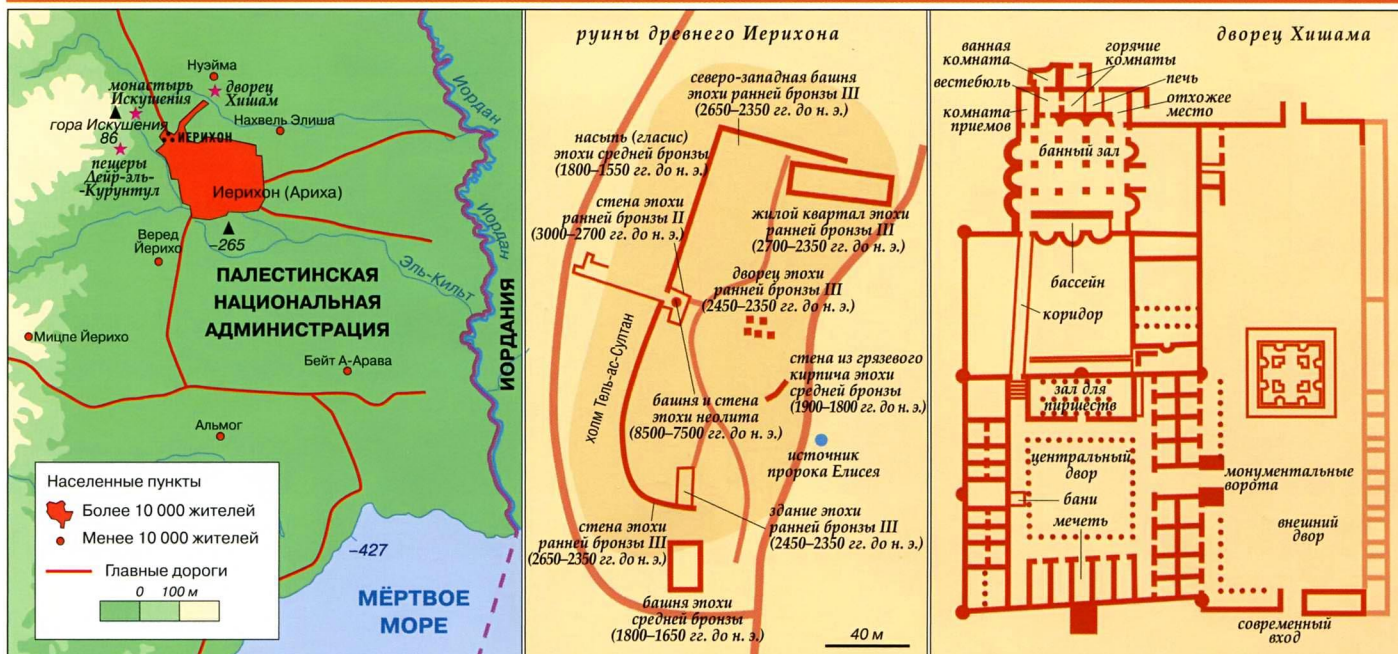 Нуэйма
монастырь
Искушения
дворец
Хишам
гора Искушения
86
ИЕРИХОН
Нахвель Элиша
пещеры
Дейр-эль-
-Курунтул
Иерихон (Ариха)
-265
Веред
Йерихо
Иордан
Иордан
Эль-Кильт
ПАЛЕСТИНСКАЯ
НАЦИОНАЛЬНАЯ
АДМИНИСТРАЦИЯ
ИОРДАНИЯ
Мицпе Йерихо
Бейт А-Арава
Альмог
-427
МЁРТВОЕ
МОРЕ
Населенные пункты
Более 10 000 жителей
Менее 10 000 жителей
Главные дороги
0 100 м
руины древнего Иерихона
северо-западная башня
эпохи ранней бронзы III
(2650–2350 гг. до н. э.)
насыпь (гласис)
эпохи средней бронзы
(1800–1550 гг. до н. э.)
стена эпохи
ранней бронзы II
(3000–2700 гг. до н. э.)
жилой квартал эпохи
ранней бронзы III
(2700–2350 гг. до н. э.)
дворец эпохи
ранней бронзы III
(2450–2350 гг. до н. э.)
холм Тель-ас-Султан
стена из грязевого
кирпича эпохи
средней бронзы
(1900–1800 гг. до н. э.)
башня и стена
эпохи неолита
(8500–7500 гг. до н. э.)
источник
пророка Елисея
стена эпохи
ранней бронзы III
(2650–2350 гг. до н. э.)
здание эпохи
ранней бронзы III
(2450–2350 гг. до н. э.)
башня эпохи
средней бронзы
(1800–1650 гг. до н. э.)
40 м
дворец Хишама
ванная
комната
горячие
комнаты
вестебюль
печь
комната
приемов
отхожее
место
банный зал
бассейн
коридор
зал для
пиршеств
центральный
двор
бани
мечеть
монументальные
ворота
внешний
двор
современный
вход